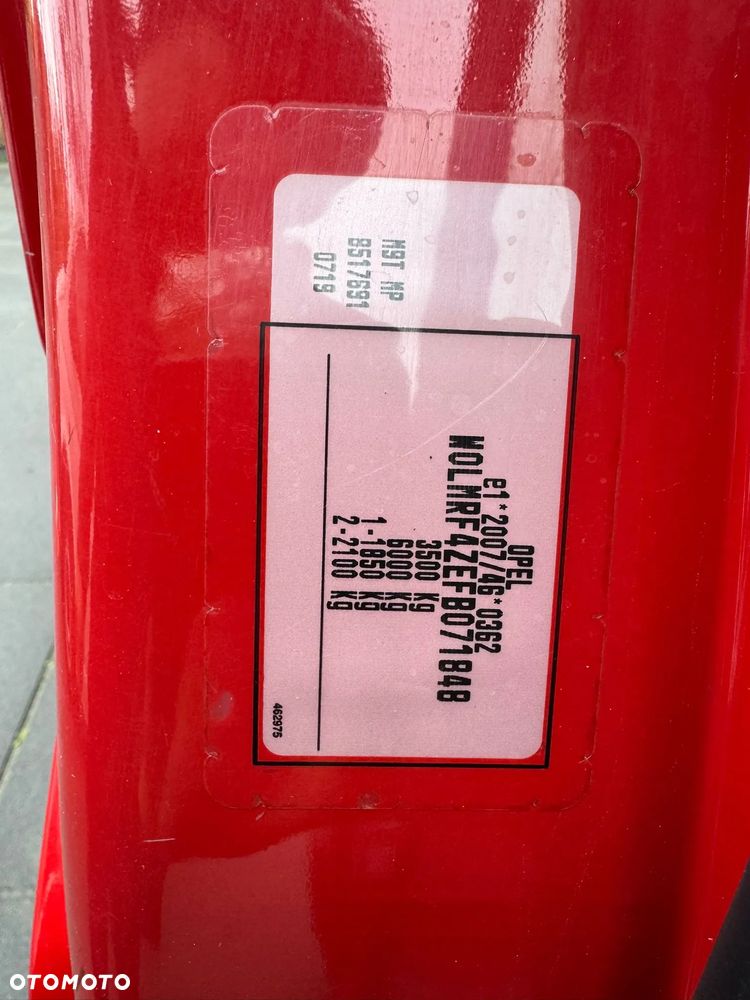 M9T MP
8517691
0719
OPEL
e1*2007/46*0362
W0LMRF4ZEFB071848
3500 kg
6000 kg
1-1850 kg
2-2100 kg
462975
OTOMOTO